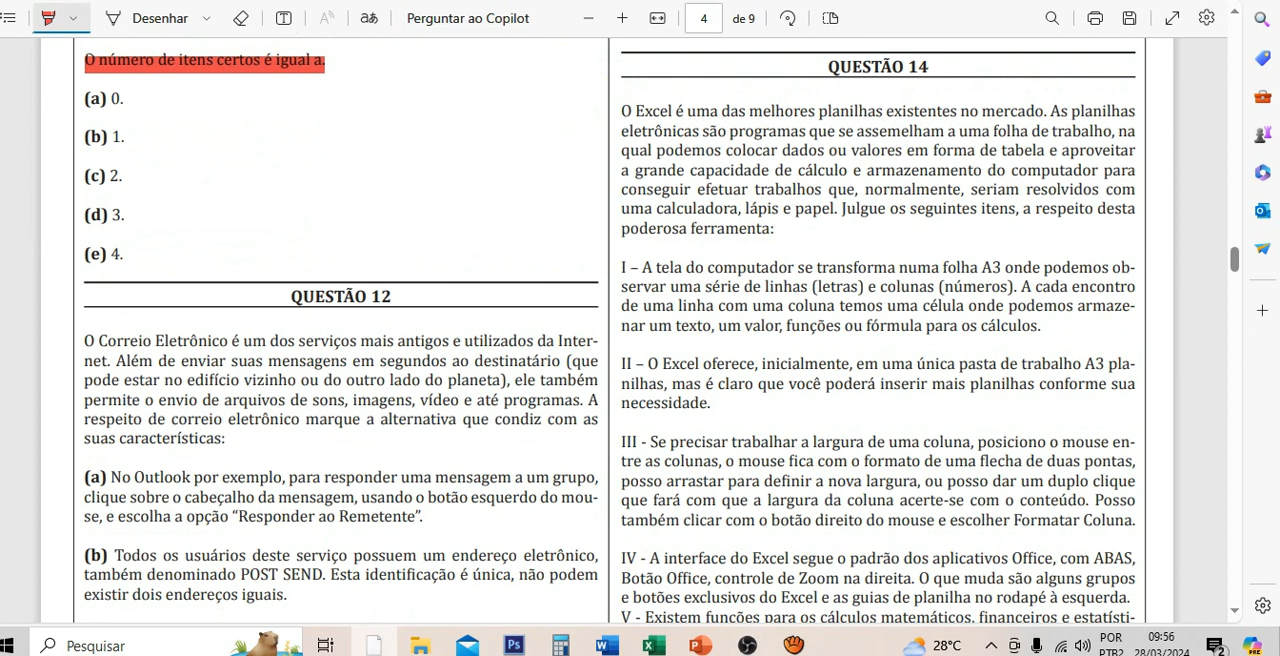 Desenhar
Perguntar ao Copilot
4
de 9
O número de itens certos é igual a.
(a) 0.
(b) 1.
(c) 2.
(d) 3.
(e) 4.
QUESTÃO 12
O Correio Eletrônico é um dos serviços mais antigos e utilizados da Inter-
net. Além de enviar suas mensagens em segundos ao destinatário (que
pode estar no edifício vizinho ou do outro lado do planeta), ele também
permite o envio de arquivos de sons, imagens, vídeo e até programas. A
respeito de correio eletrônico marque a alternativa que condiz com as
suas características:
(a) No Outlook por exemplo, para responder uma mensagem a um grupo,
clique sobre o cabeçalho da mensagem, usando o botão esquerdo do mou-
se, e escolha a opção “Responder ao Remetente”.
(b) Todos os usuários deste serviço possuem um endereço eletrônico,
também denominado POST SEND. Esta identificação é única, não podem
existir dois endereços iguais.
QUESTÃO 14
O Excel é uma das melhores planilhas existentes no mercado. As planilhas
eletrônicas são programas que se assemelham a uma folha de trabalho, na
qual podemos colocar dados ou valores em forma de tabela e aproveitar
a grande capacidade de cálculo e armazenamento do computador para
conseguir efetuar trabalhos que, normalmente, seriam resolvidos com
uma calculadora, lápis e papel. Julgue os seguintes itens, a respeito desta
poderosa ferramenta:
I – A tela do computador se transforma numa folha A3 onde podemos ob-
servar uma série de linhas (letras) e colunas (números). A cada encontro
de uma linha com uma coluna temos uma célula onde podemos armaze-
nar um texto, um valor, funções ou fórmula para os cálculos.
II – O Excel oferece, inicialmente, em uma única pasta de trabalho A3 pla-
nilhas, mas é claro que você poderá inserir mais planilhas conforme sua
necessidade.
III - Se precisar trabalhar a largura de uma coluna, posiciono o mouse en-
tre as colunas, o mouse fica com o formato de uma flecha de duas pontas,
posso arrastar para definir a nova largura, ou posso dar um duplo clique
que fará com que a largura da coluna acerte-se com o conteúdo. Posso
também clicar com o botão direito do mouse e escolher Formatar Coluna.
IV - A interface do Excel segue o padrão dos aplicativos Office, com ABAS,
Botão Office, controle de Zoom na direita. O que muda são alguns grupos
e botões exclusivos do Excel e as guias de planilha no rodapé à esquerda.
V - Existem funções para os cálculos matemáticos, financeiros e estatísti-
Pesquisar
Ps
28°C
POR
PTB2
09:56
28/03/2024
2
PRE